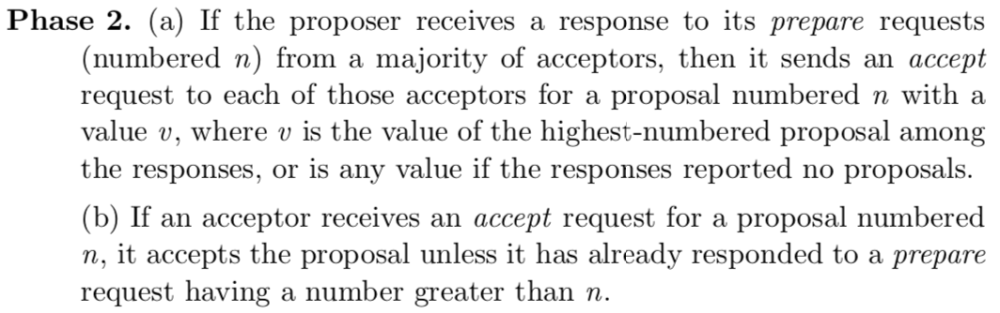 Phase 2. (a) If the proposer receives a response to its prepare requests
(numbered n) from a majority of acceptors, then it sends an accept
request to each of those acceptors for a proposal numbered n with a
value v, where v is the value of the highest-numbered proposal among
the responses, or is any value if the responses reported no proposals.
(b) If an acceptor receives an accept request for a proposal numbered
n, it accepts the proposal unless it has already responded to a prepare
request having a number greater than n.